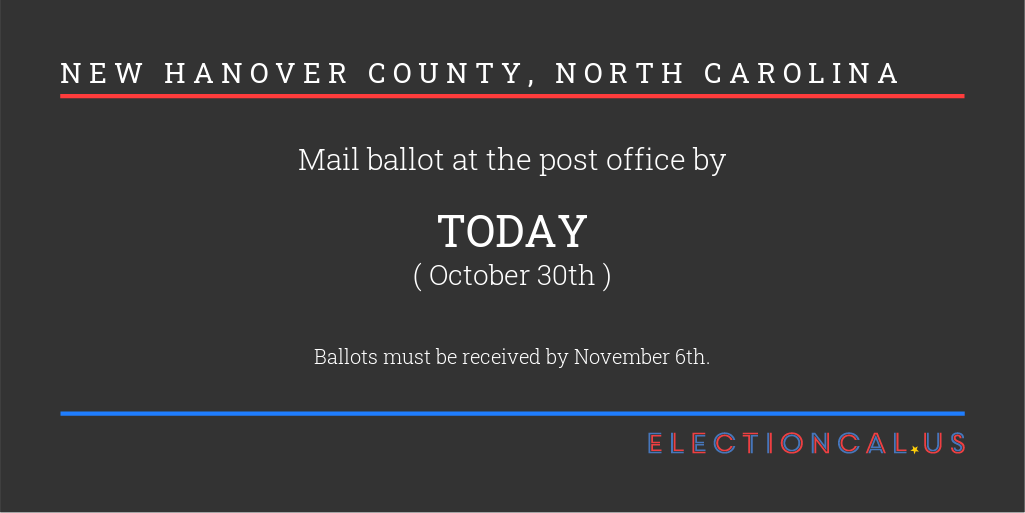 NEW HANOVER COUNTY, NORTH CAROLINA
Mail ballot at the post office by
TODAY
( October 30th )
Ballots must be received by November 6th.
ELECTIONCAL.US